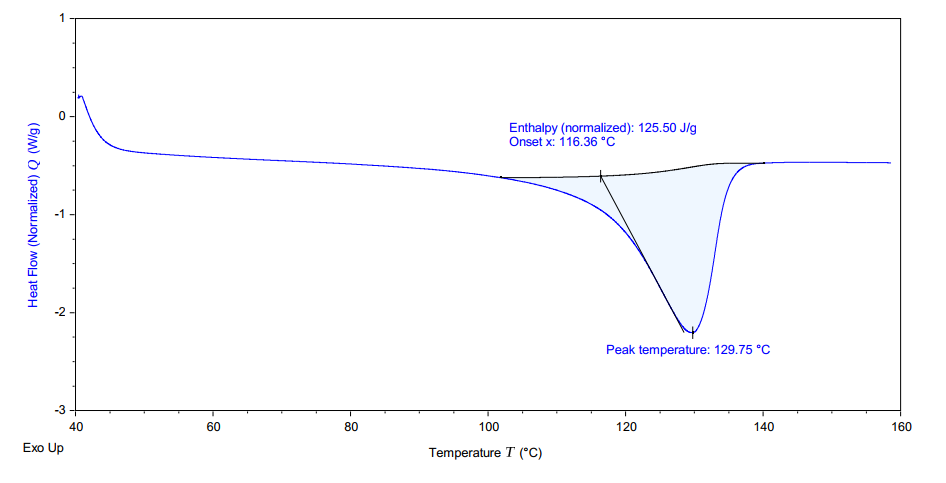 1
0
-1
-2
-3
Heat Flow (Normalized) Q (W/g)
Enthalpy (normalized): 125.50 J/g
Onset x: 116.36 °C
Peak temperature: 129.75 °C
40 60 80 100 120 140 160
Exo Up
Temperature T (°C)